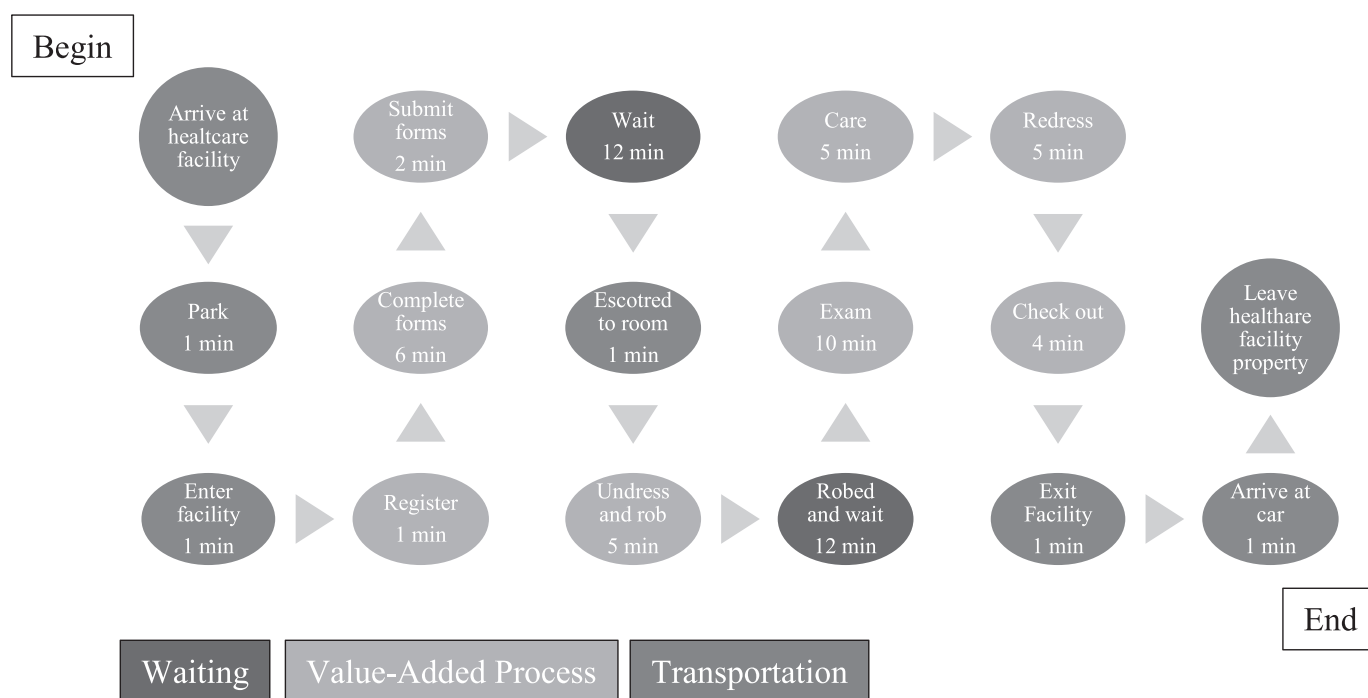 Begin
Arrive at
healtcare
facility
Park
1 min
Enter
facility
1 min
Register
1 min
Complete
forms
6 min
Submit
forms
2 min
Wait
12 min
Escotred
to room
1 min
Undress
and rob
5 min
Robed
and wait
12 min
Exam
10 min
Care
5 min
Redress
5 min
Check out
4 min
Exit
Facility
1 min
Arrive at
car
1 min
Leave
healthare
facility
property
End
Waiting
Value-Added Process
Transportation